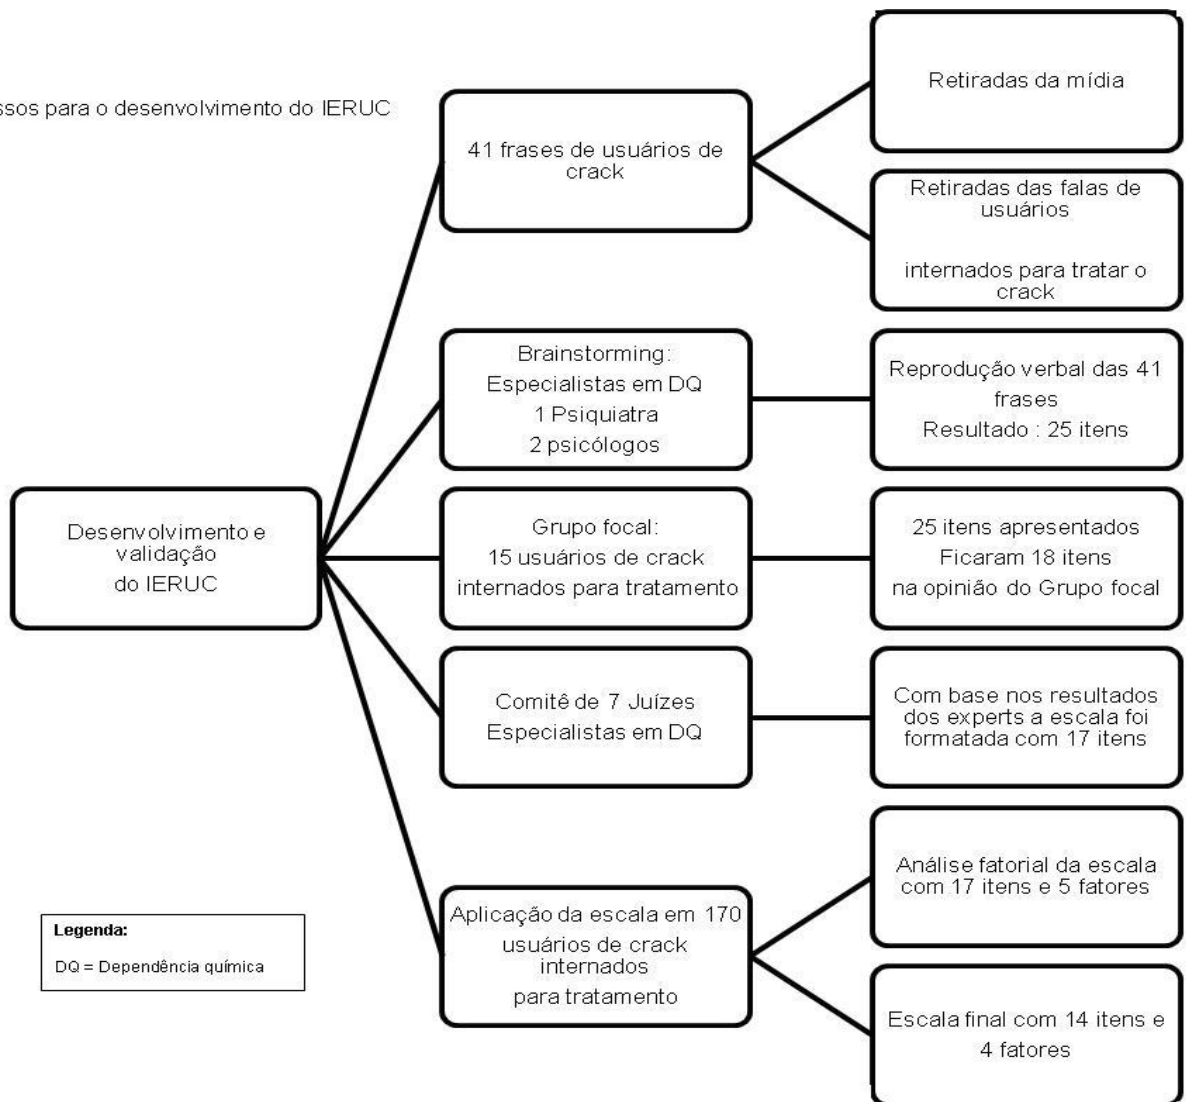 para o desenvolvimento do IERUC
41 frases de usuários de
crack
Retiradas da mídia
Retiradas das falas de
usuários
internados para tratar o
crack
Brainstorming:
Especialistas em DQ
1 Psiquiatra
2 psicólogos
Reprodução verbal das 41
frases
Resultado : 25 itens
Desenvolvimento e
validação
do IERUC
Grupo focal:
15 usuários de crack
internados para tratamento
25 itens apresentados
Ficaram 18 itens
na opinião do Grupo focal
Comitê de 7 Juízes
Especialistas em DQ
Com base nos resultados
dos experts a escala foi
formatada com 17 itens
Aplicação da escala em 170
usuários de crack
internados
para tratamento
Análise fatorial da escala
com 17 itens e 5 fatores
Escala final com 14 itens e
4 fatores
Legenda:
DQ = Dependência química